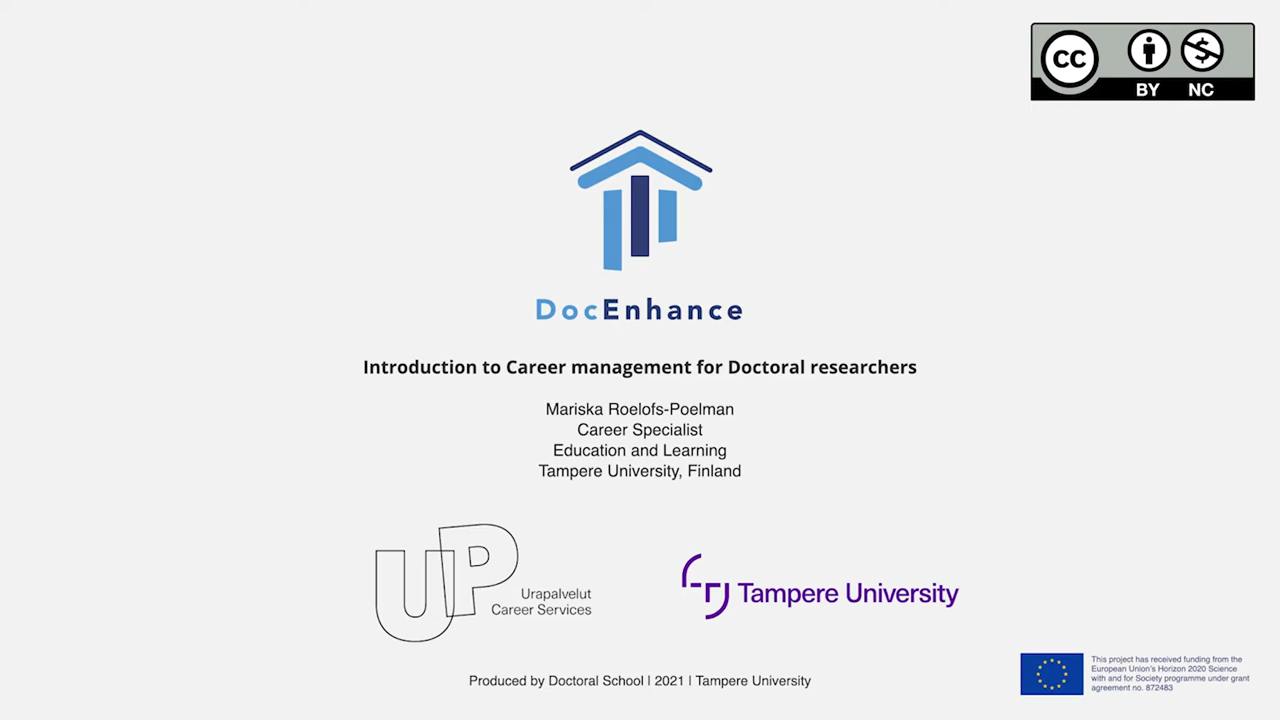 CC
BY NC
DocEnhance
Introduction to Career management for Doctoral researchers
Mariska Roelofs-Poelman
Career Specialist
Education and Learning
Tampere University, Finland
UP
Urapalvelut
Career Services
Tampere University
Produced by Doctoral School | 2021 | Tampere University
This project has received funding from the
European Union's Horizon 2020 Science
with and for Society programme under grant
agreement no. 872483